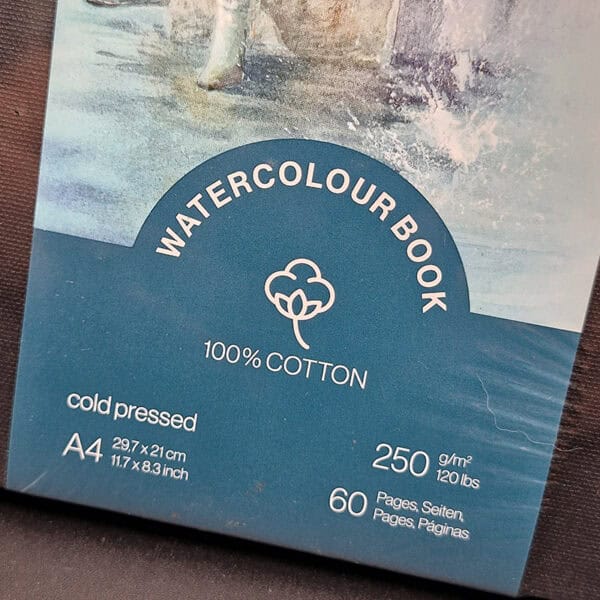 WATERCOLOUR BOOK
100% COTTON
cold pressed
A4 29.7 x 21 cm
11.7 x 8.3 inch
250 g/m²
120 lbs
60 Pages, Seiten,
Pages, Páginas